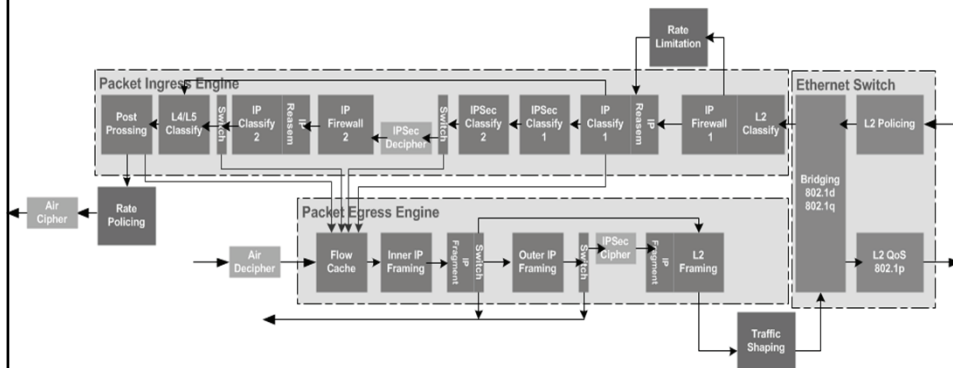 Rate
Limitation
Packet Ingress Engine
Ethernet Switch
Post
Prossing
L4/L5
Classify
Switch
IP
Classify
2
IP
Reasem
IP
Firewall
2
IPSec
Decipher
Switch
IPSec
Classify
2
IPSec
Classify
1
IP
Classify
1
IP
Reasem
IP
Firewall
1
L2
Classify
L2 Policing
Bridging
802.1d
802.1q
L2 QoS
802.1p
Air
Cipher
Rate
Policing
Packet Egress Engine
Air
Decipher
Flow
Cache
Inner IP
Framing
IP
Fragment
Switch
Outer IP
Framing
Switch
IPSec
Cipher
IP
Fragment
L2
Framing
Traffic
Shaping